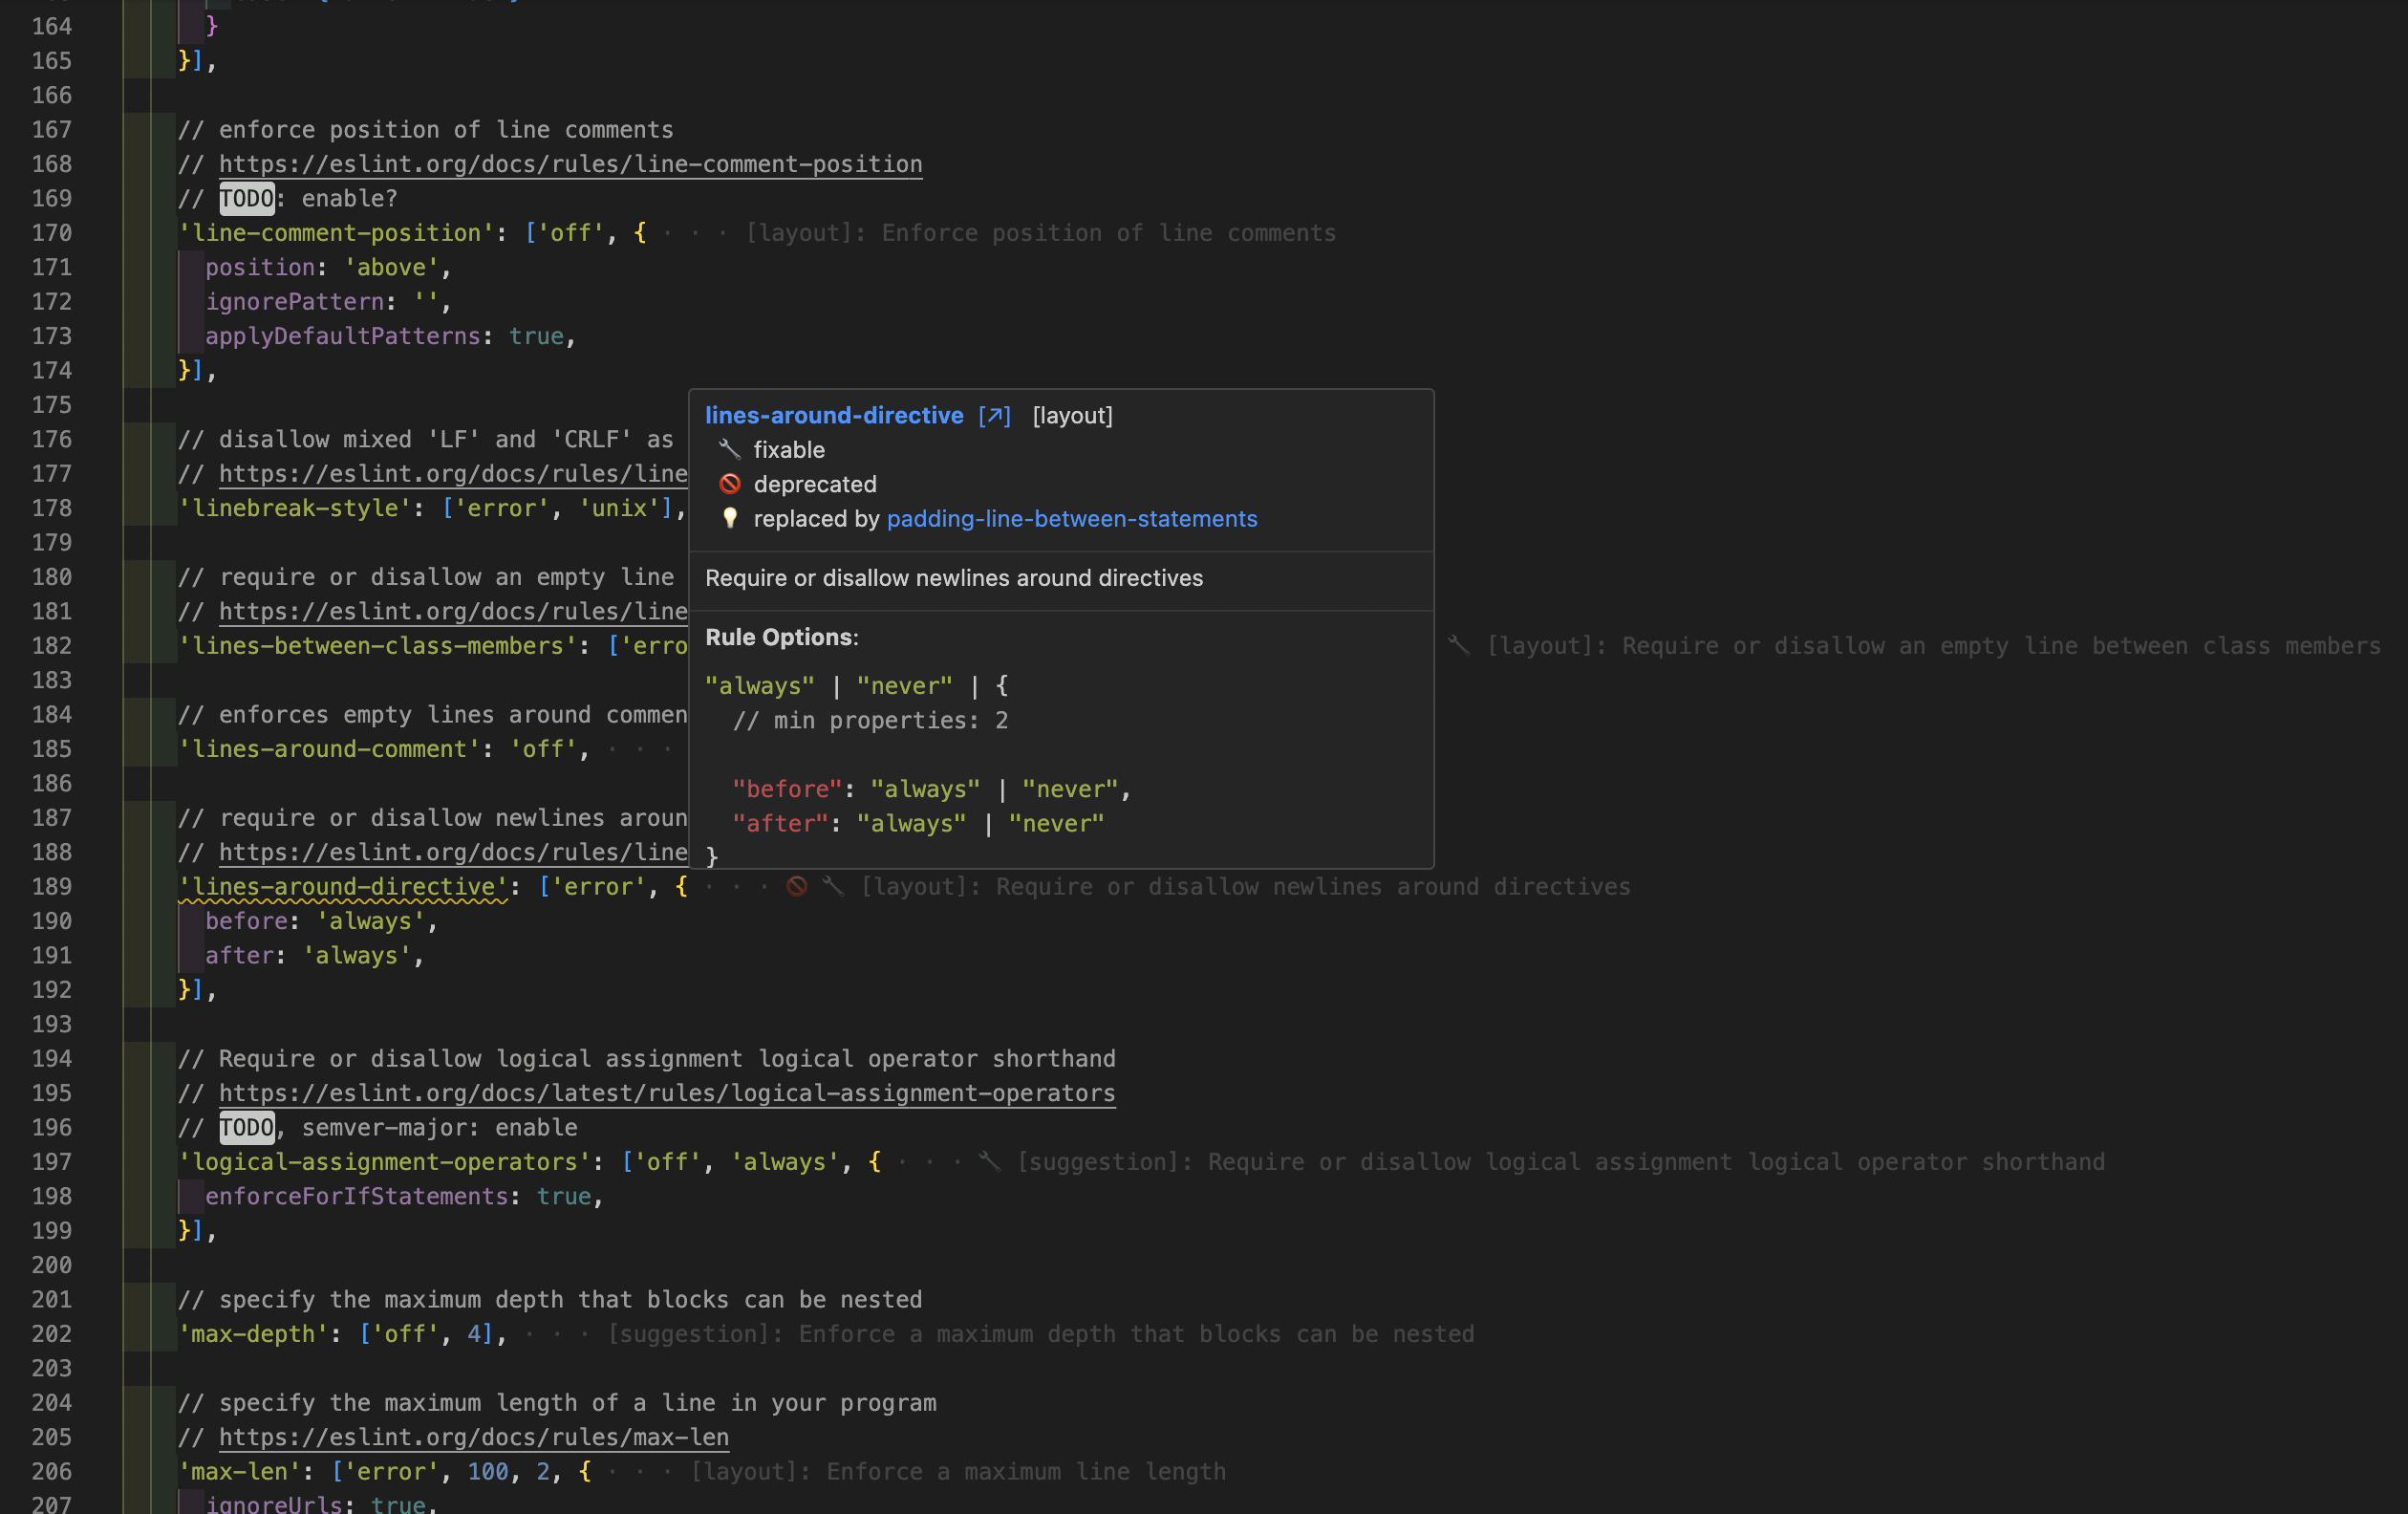 164 }
165 }],
166
167 // enforce position of line comments
168 // https://eslint.org/docs/rules/line-comment-position
169 // TODO: enable?
170 'line-comment-position': ['off', { · · · [layout]: Enforce position of line comments
171 position: 'above',
172 ignorePattern: '',
173 applyDefaultPatterns: true,
174 }],
175
176 // disallow mixed 'LF' and 'CRLF' as
177 // https://eslint.org/docs/rules/line
178 'linebreak-style': ['error', 'unix'],
179
180 // require or disallow an empty line
181 // https://eslint.org/docs/rules/line
182 'lines-between-class-members': ['erro 🔧 [layout]: Require or disallow an empty line between class members
183
184 // enforces empty lines around commen
185 'lines-around-comment': 'off', · · ·
186
187 // require or disallow newlines aroun
188 // https://eslint.org/docs/rules/line
lines-around-directive [↗] [layout]
🔧 fixable
🚫 deprecated
💡 replaced by padding-line-between-statements
Require or disallow newlines around directives
Rule Options:
"always" | "never" | {
// min properties: 2
"before": "always" | "never",
"after": "always" | "never"
}
189 'lines-around-directive': ['error', { · · · 🚫 🔧 [layout]: Require or disallow newlines around directives
190 before: 'always',
191 after: 'always',
192 }],
193
194 // Require or disallow logical assignment logical operator shorthand
195 // https://eslint.org/docs/latest/rules/logical-assignment-operators
196 // TODO, semver-major: enable
197 'logical-assignment-operators': ['off', 'always', { · · · 🔧 [suggestion]: Require or disallow logical assignment logical operator shorthand
198 enforceForIfStatements: true,
199 }],
200
201 // specify the maximum depth that blocks can be nested
202 'max-depth': ['off', 4], · · · [suggestion]: Enforce a maximum depth that blocks can be nested
203
204 // specify the maximum length of a line in your program
205 // https://eslint.org/docs/rules/max-len
206 'max-len': ['error', 100, 2, { · · · [layout]: Enforce a maximum line length
207 ignoreUrls: true,